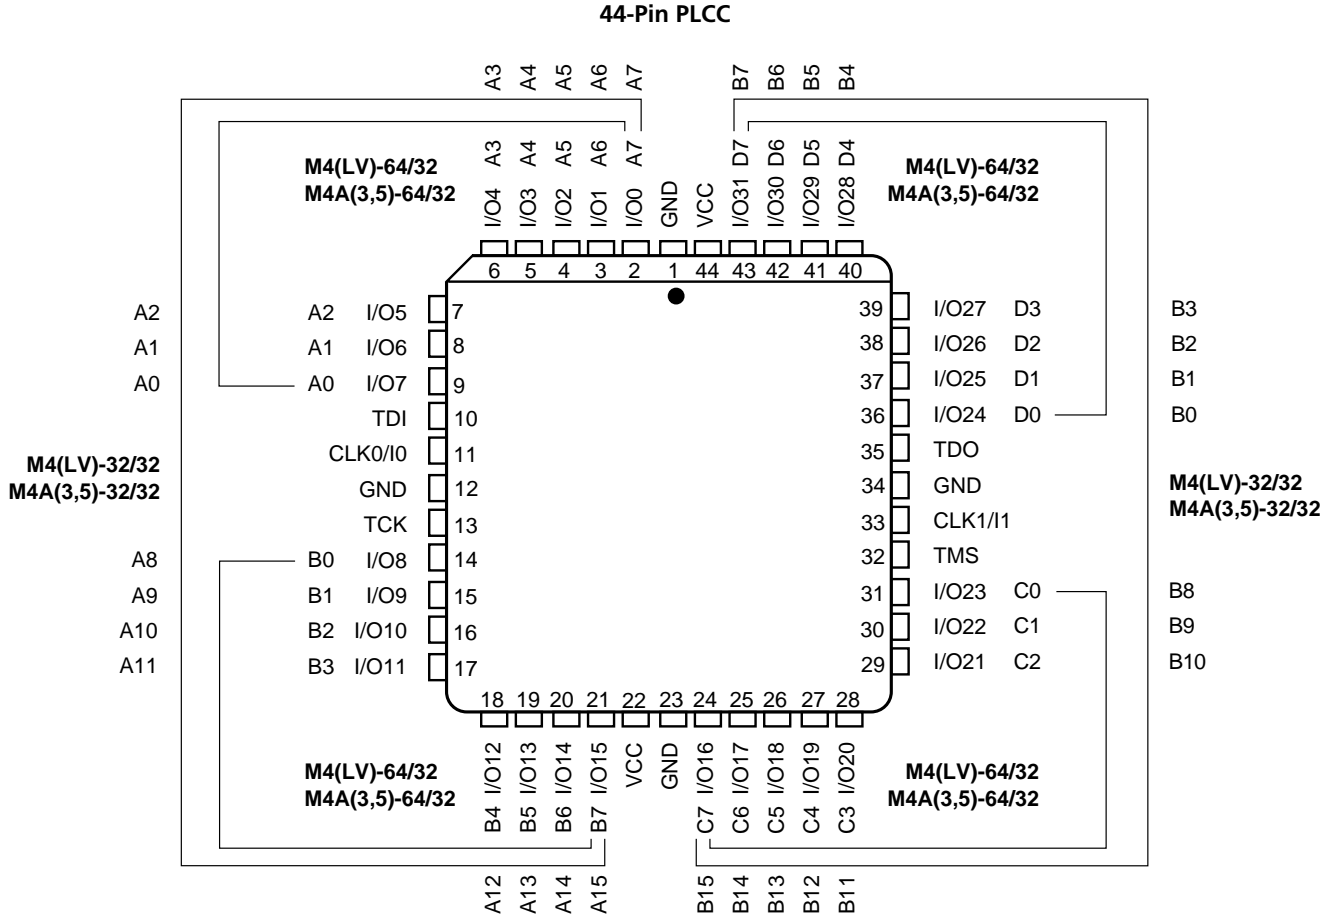 44-Pin PLCC
A3 A4 A5 A6 A7 B7 B6 B5 B4
M4(LV)-64/32
M4A(3,5)-64/32
A3 A4 A5 A6 A7 D7 D6 D5 D4
M4(LV)-64/32
M4A(3,5)-64/32
I/O4 I/O3 I/O2 I/O1 I/O0 GND VCC I/O31 I/O30 I/O29 I/O28
6 5 4 3 2 1 44 43 42 41 40
A2 A2 I/O5 7 39 I/O27 D3 B3
A1 A1 I/O6 8 38 I/O26 D2 B2
A0 A0 I/O7 9 37 I/O25 D1 B1
TDI 10 36 I/O24 D0 B0
CLK0/I0 11 35 TDO
M4(LV)-32/32
M4A(3,5)-32/32
GND 12 34 GND
M4(LV)-32/32
M4A(3,5)-32/32
TCK 13 33 CLK1/I1
A8 B0 I/O8 14 32 TMS
A9 B1 I/O9 15 31 I/O23 C0 B8
A10 B2 I/O10 16 30 I/O22 C1 B9
A11 B3 I/O11 17 29 I/O21 C2 B10
18 19 20 21 22 23 24 25 26 27 28
I/O12 I/O13 I/O14 I/O15 VCC GND I/O16 I/O17 I/O18 I/O19 I/O20
M4(LV)-64/32
M4A(3,5)-64/32
M4(LV)-64/32
M4A(3,5)-64/32
B4 B5 B6 B7 C7 C6 C5 C4 C3
A12 A13 A14 A15 B15 B14 B13 B12 B11